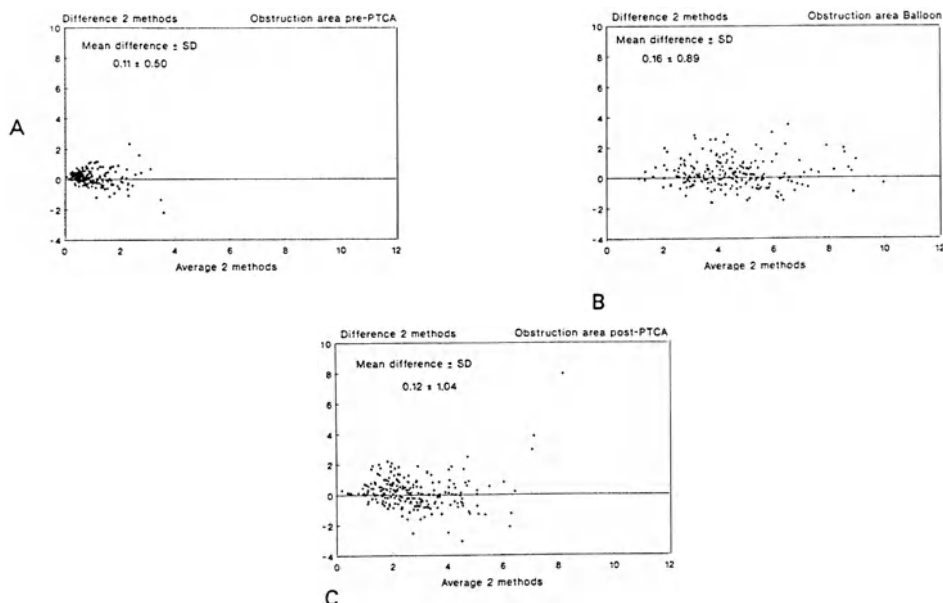 Difference 2 methods Obstruction area pre-PTCA
10
Mean difference ± SD
8
0.11 ± 0.50
6
4
2
0
-2
-4
0 2 4 6 8 10 12
Average 2 methods
A
Difference 2 methods Obstruction area Balloon
10
Mean difference ± SD
8
0.16 ± 0.89
6
4
2
0
-2
-4
0 2 4 6 8 10 12
Average 2 methods
B
Difference 2 methods Obstruction area post-PTCA
10
Mean difference ± SD
8
0.12 ± 1.04
6
4
2
0
-2
-4
0 2 4 6 8 10 12
Average 2 methods
C